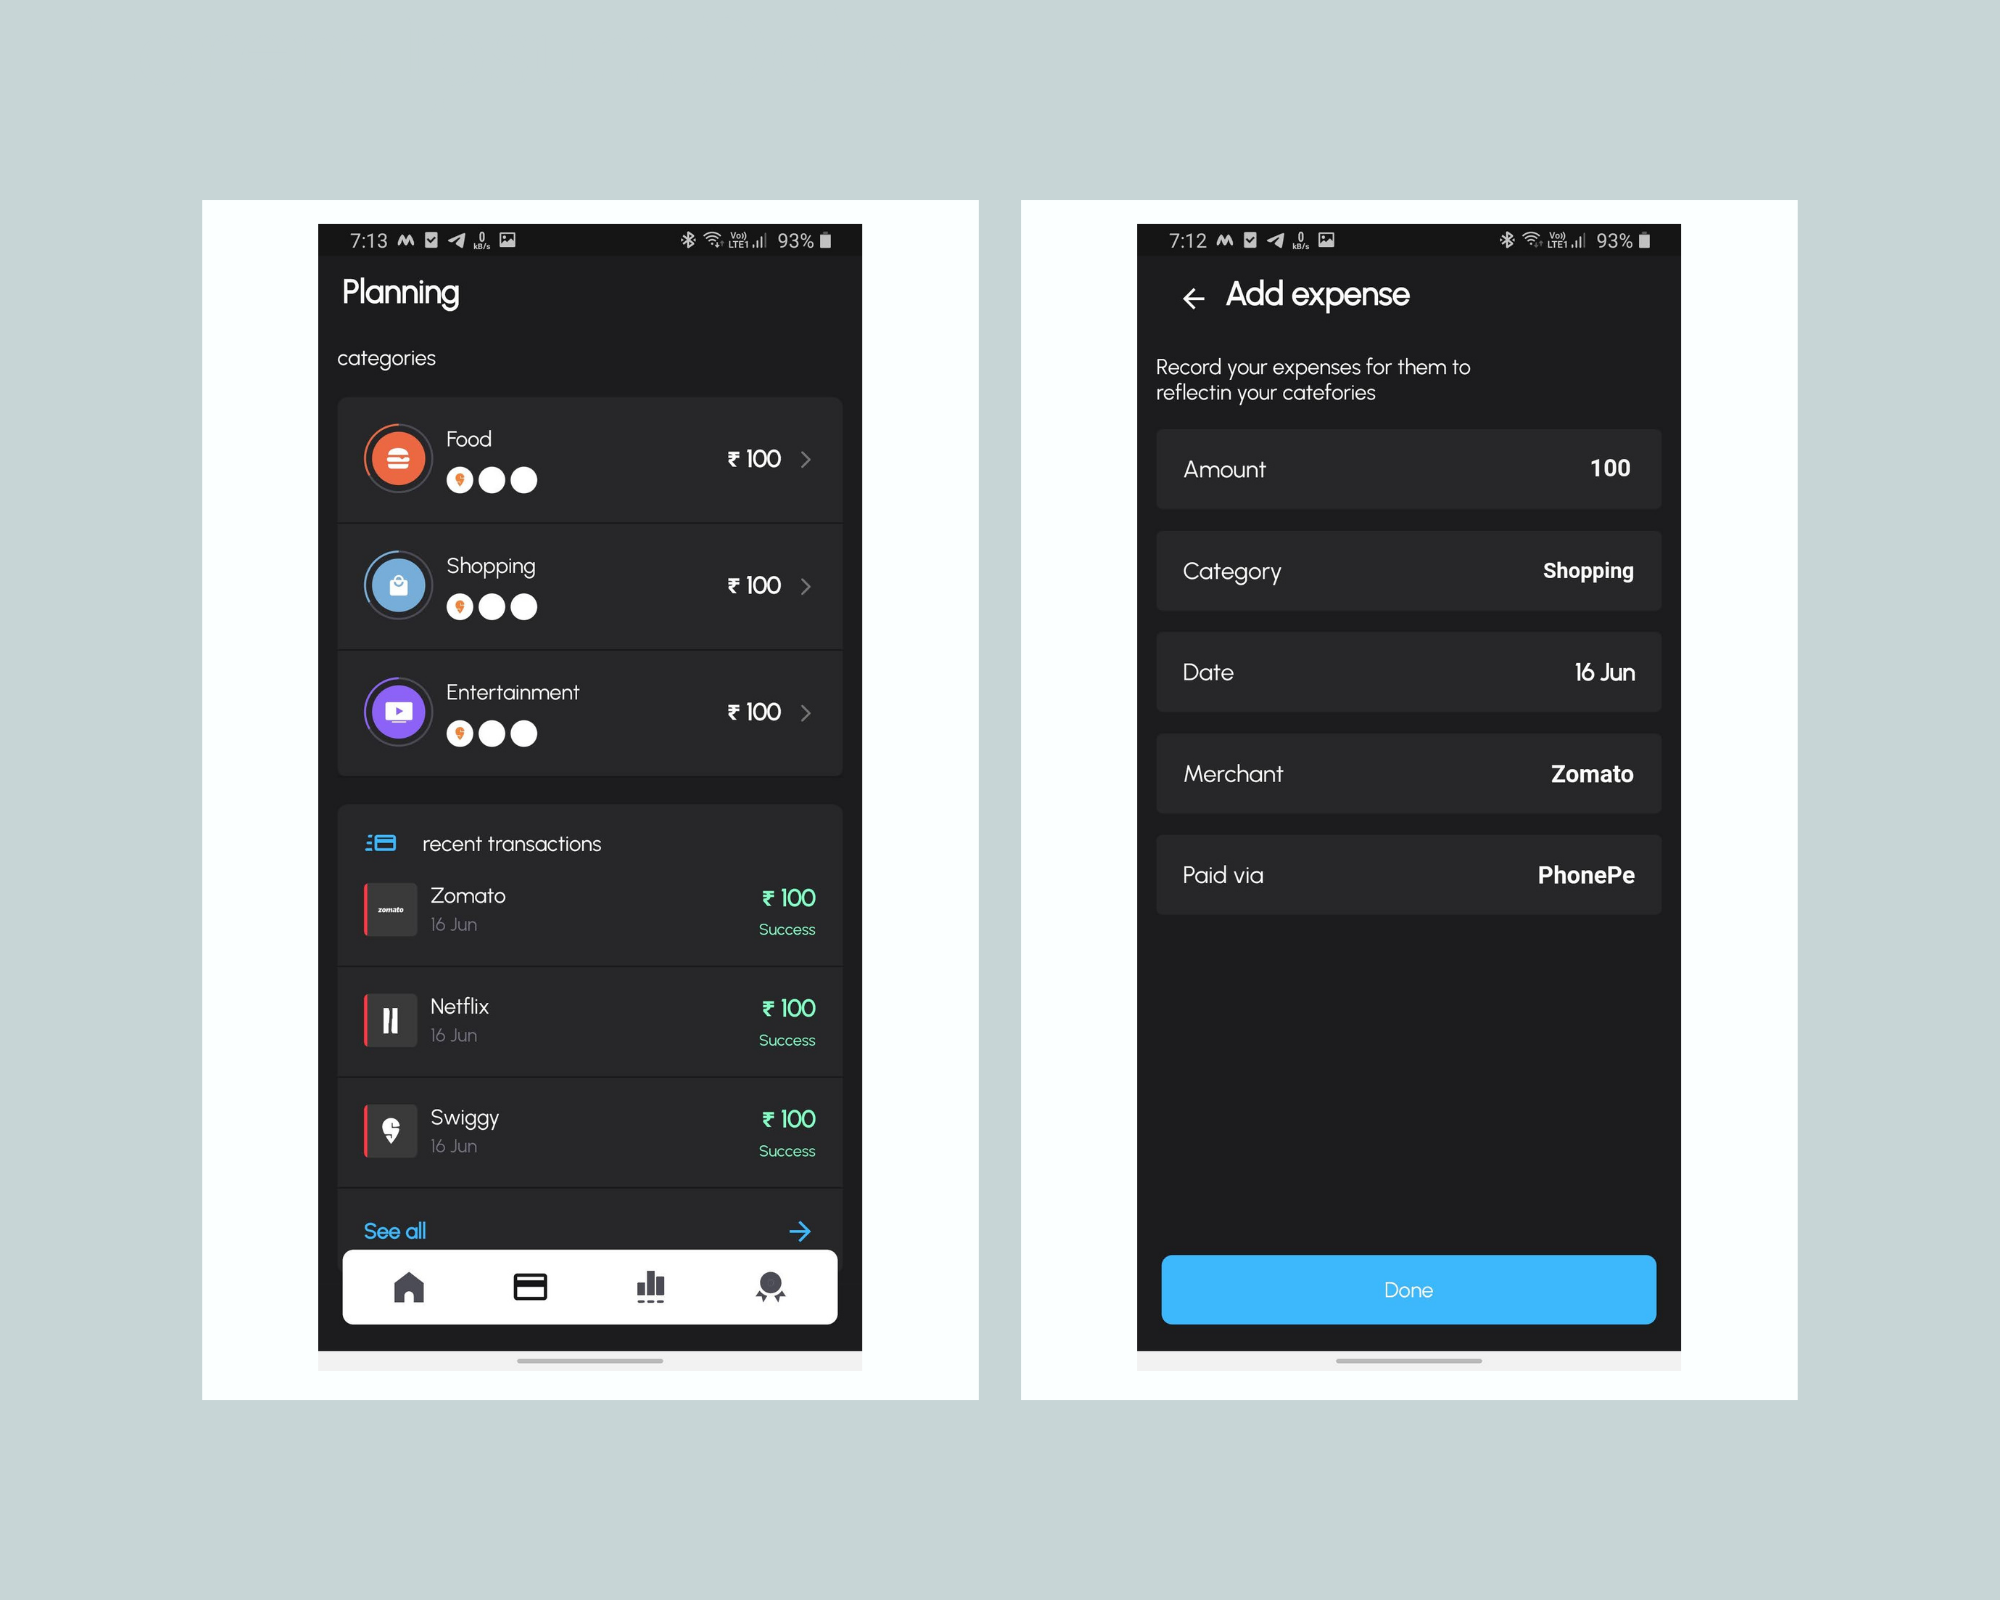 7:13 0 kB/s Vo)) LTE1 93%
Planning
categories
Food
₹ 100
Shopping
₹ 100
Entertainment
₹ 100
recent transactions
zomato
Zomato
16 Jun
₹ 100
Success
Netflix
16 Jun
₹ 100
Success
Swiggy
16 Jun
₹ 100
Success
See all
7:12 0 kB/s Vo)) LTE1 93%
Add expense
Record your expenses for them to
reflectin your catefories
Amount 100
Category Shopping
Date 16 Jun
Merchant Zomato
Paid via PhonePe
Done